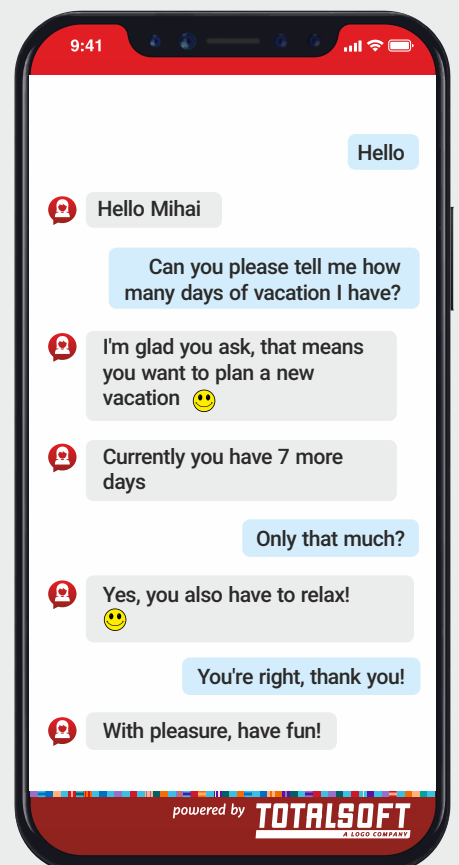 9:41
Hello
Hello Mihai
Can you please tell me how
many days of vacation I have?
I'm glad you ask, that means
you want to plan a new
vacation
Currently you have 7 more
days
Only that much?
Yes, you also have to relax!
You're right, thank you!
With pleasure, have fun!
powered by TOTALSOFT
A LOGO COMPANY